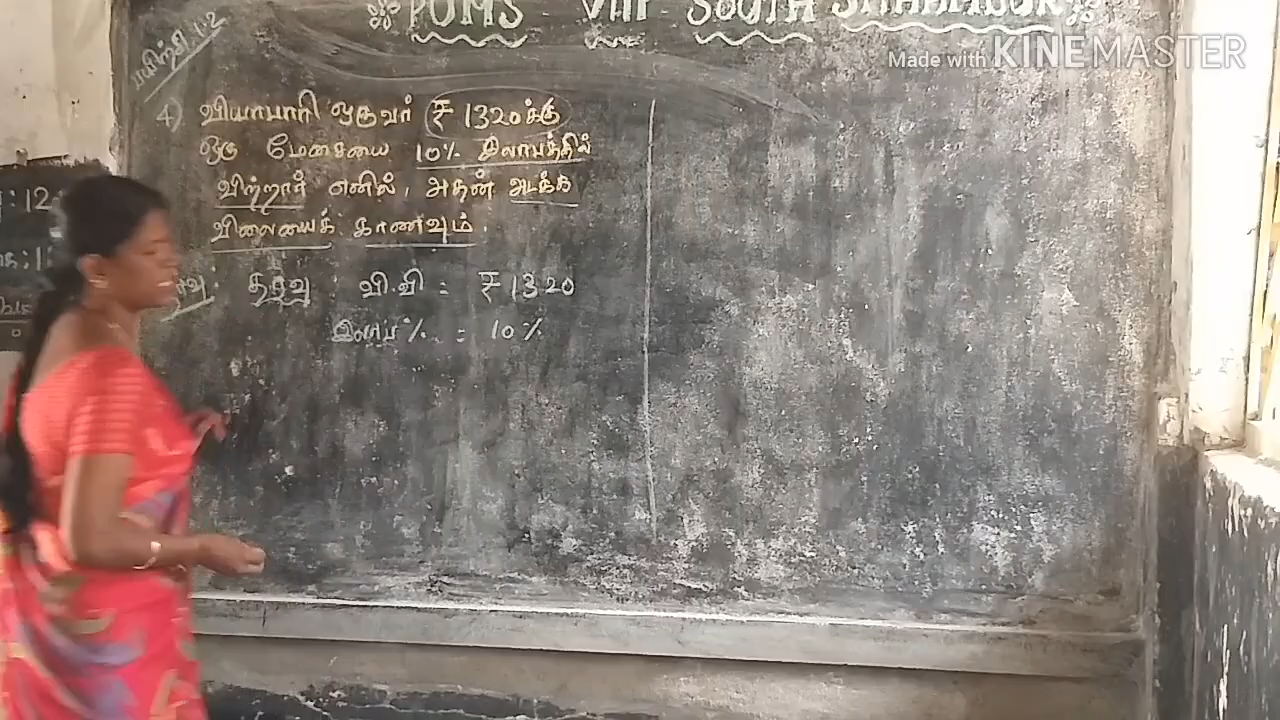 PUMS - VIII - SOUTH
Made with KINEMASTER
பயிற்சி 1.2
4) வியாபாரி ஒருவர் ₹ 1320க்கு
ஒரு மேசையை 10% இலாபத்தில்
விற்றார் எனில், அதன் அடக்க
விலையைக் காணவும்.
தரவு : வி.வி = ₹ 1320
இலாப % = 10%